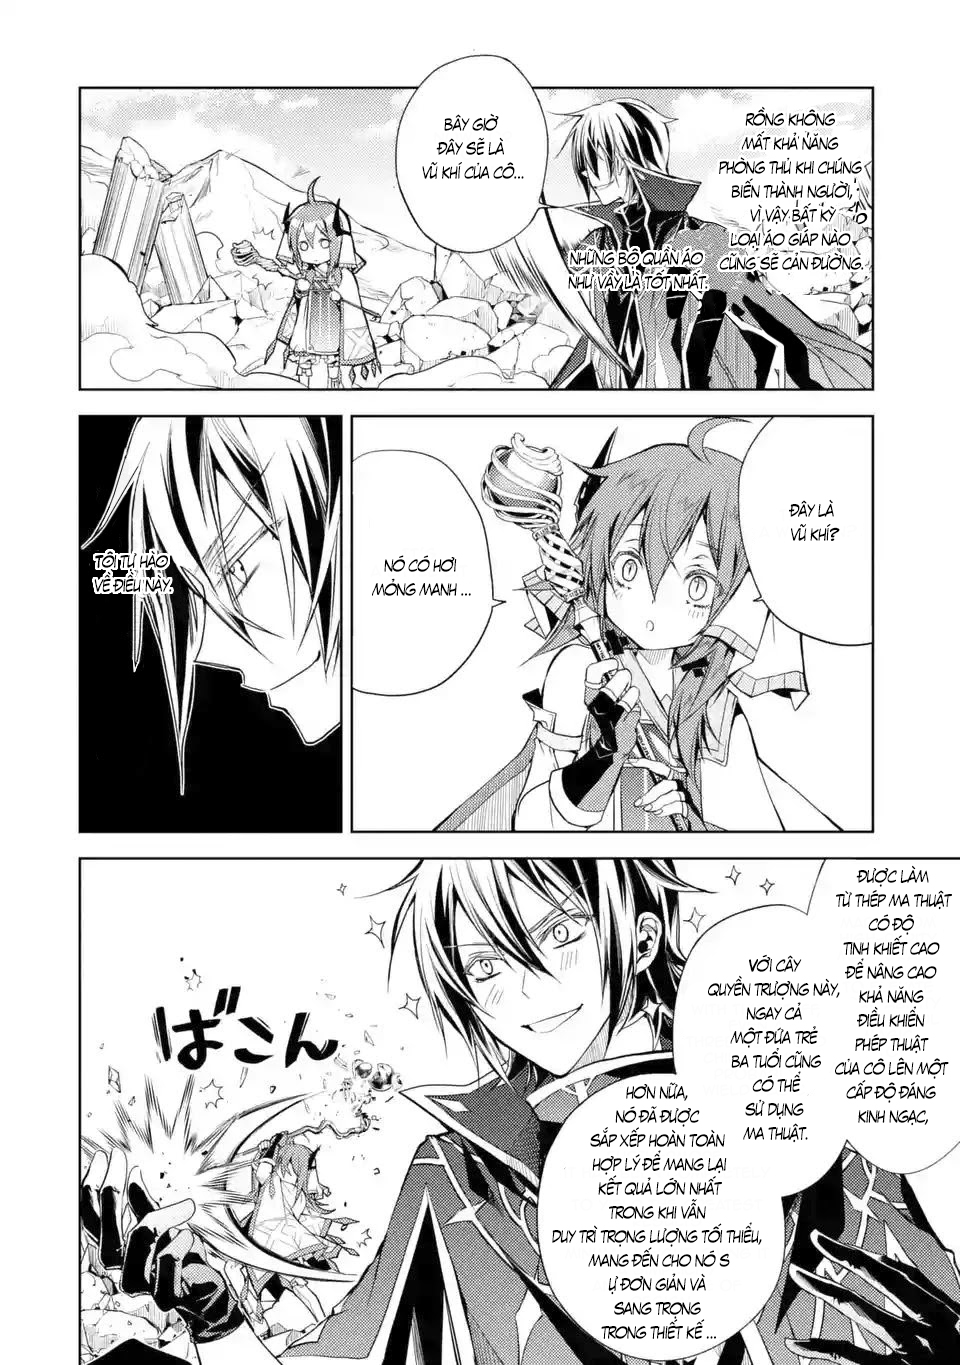 RỒNG KHÔNG
MẤT KHẢ NĂNG
PHÒNG THỦ KHI CHÚNG
BIẾN THÀNH NGƯỜI,
VÌ VẬY BẤT KỲ
LOẠI ÁO GIÁP NÀO
CŨNG SẼ CẢN ĐƯỜNG.
NHỮNG BỘ QUẦN ÁO
NHƯ VẦY LÀ TỐT NHẤT.
BÂY GIỜ
ĐÂY SẼ LÀ
VŨ KHÍ CỦA CÔ...
ĐÂY LÀ
VŨ KHÍ?
NÓ CÓ HƠI
MỎNG MANH ...
TÔI TỰ HÀO
VỀ ĐIỀU NÀY.
ĐƯỢC LÀM
TỪ THÉP MA THUẬT
CÓ ĐỘ
TINH KHIẾT CAO
ĐỂ NÂNG CAO
KHẢ NĂNG
ĐIỀU KHIỂN
PHÉP THUẬT
CỦA CÔ LÊN MỘT
CẤP ĐỘ ĐÁNG
KINH NGẠC,
VỚI CÂY
QUYỀN TRƯỢNG NÀY,
NGAY CẢ
MỘT ĐỨA TRẺ
BA TUỔI CŨNG
CÓ THỂ
SỬ DỤNG
MA THUẬT.
HƠN NỮA,
NÓ ĐÃ ĐƯỢC
SẮP XẾP HOÀN TOÀN
HỢP LÝ ĐỂ MANG LẠI
KẾT QUẢ LỚN NHẤT
TRONG KHI VẪN
DUY TRÌ TRỌNG LƯỢNG TỐI THIỂU,
MANG ĐẾN CHO NÓ S
Ự ĐƠN GIẢN VÀ
SANG TRỌNG
TRONG THIẾT KẾ ...
ばこん